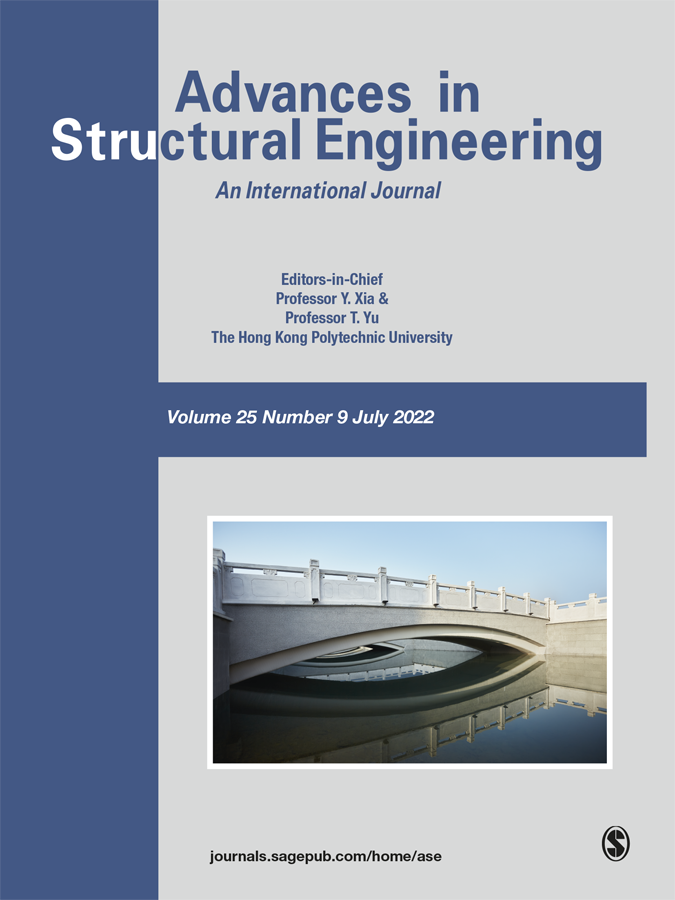 Advances in
Structural Engineering
An International Journal
Editors-in-Chief
Professor Y. Xia &
Professor T. Yu
The Hong Kong Polytechnic University
Volume 25 Number 9 July 2022
journals.sagepub.com/home/ase
S